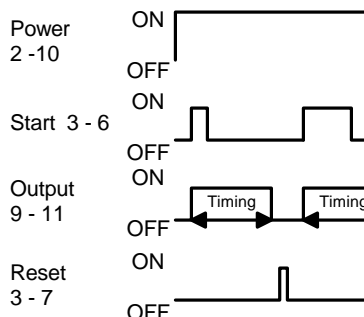 Power
2 -10
ON
OFF
Start 3 - 6
ON
OFF
Output
9 - 11
ON
OFF
Timing
Timing
Reset
3 - 7
ON
OFF